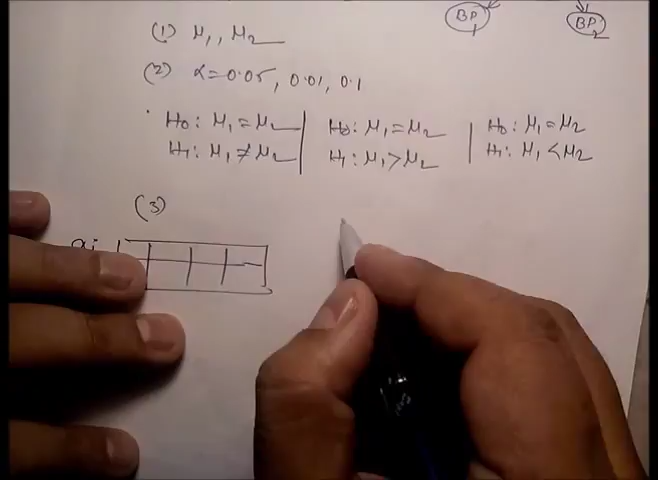 BP1 BP2
(1) μ1, μ2
(2) α=0.05, 0.01, 0.1
H0: μ1=μ2 H0: μ1=μ2 H0: μ1=μ2
H1: μ1≠μ2 H1: μ1>μ2 H1: μ1<μ2
(3)